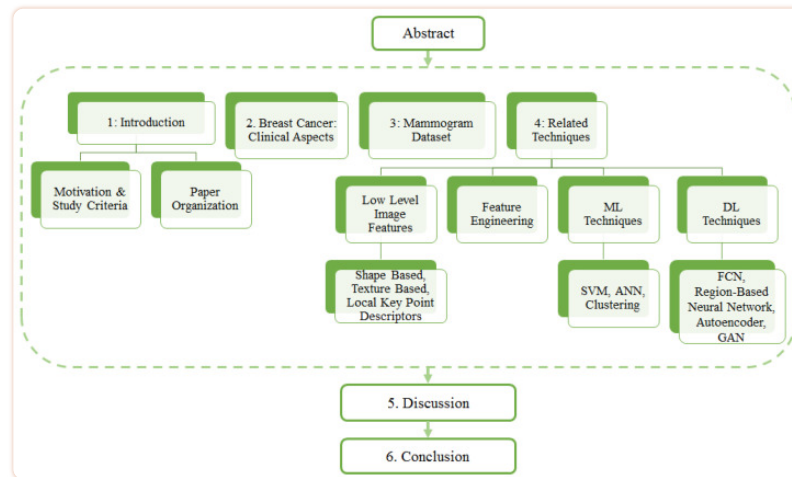 Abstract
1: Introduction
2. Breast Cancer:
Clinical Aspects
3: Mammogram
Dataset
4: Related
Techniques
Motivation &
Study Criteria
Paper
Organization
Low Level
Image
Features
Feature
Engineering
ML
Techniques
DL
Techniques
Shape Based,
Texture Based,
Local Key Point
Descriptors
SVM, ANN,
Clustering
FCN,
Region-Based
Neural Network,
Autoencoder,
GAN
5. Discussion
6. Conclusion